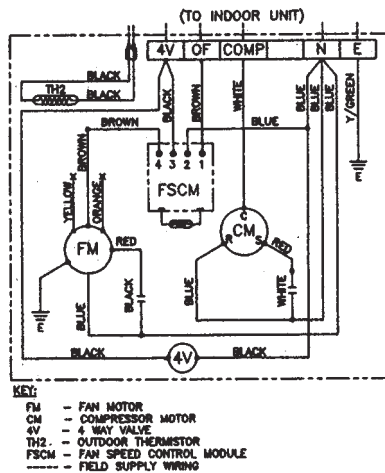 (TO INDOOR UNIT)
4V OF COMP N E
BLACK
TH2
BLACK
BLACK
BROWN
WHITE
BLUE
BLUE
BLUE
Y/GREEN
BROWN
BLUE
BROWN
4 3 2 1
FSCM
YELLOW
ORANGE
E
C
CM
R S
RED
FM
RED
BLACK
BLUE
BLUE
WHITE
E
BLACK
4V
BLACK
KEY:
FM – FAN MOTOR
CM – COMPRESSOR MOTOR
4V – 4 WAY VALVE
TH2 – OUTDOOR THERMISTOR
FSCM – FAN SPEED CONTROL MODULE
------ – FIELD SUPPLY WIRING